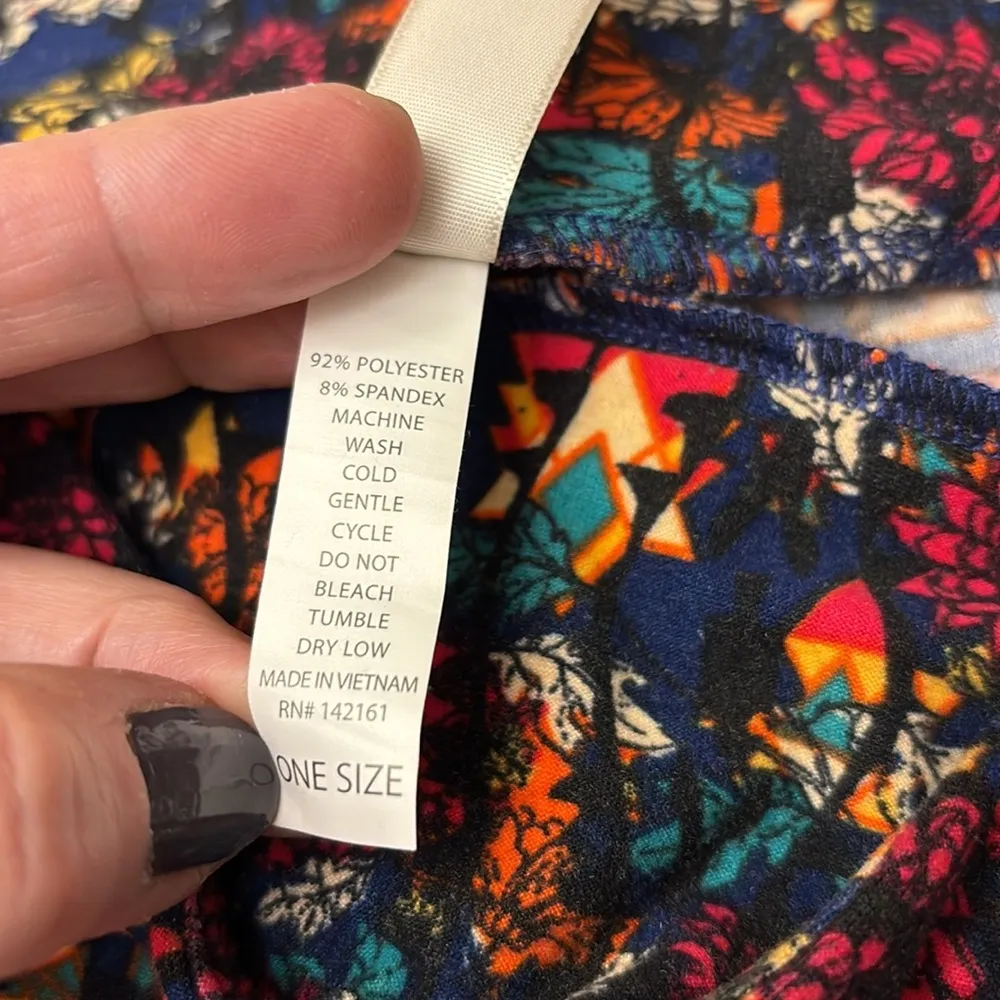 92% POLYESTER
8% SPANDEX
MACHINE
WASH
COLD
GENTLE
CYCLE
DO NOT
BLEACH
TUMBLE
DRY LOW
MADE IN VIETNAM
RN# 142161
ONE SIZE